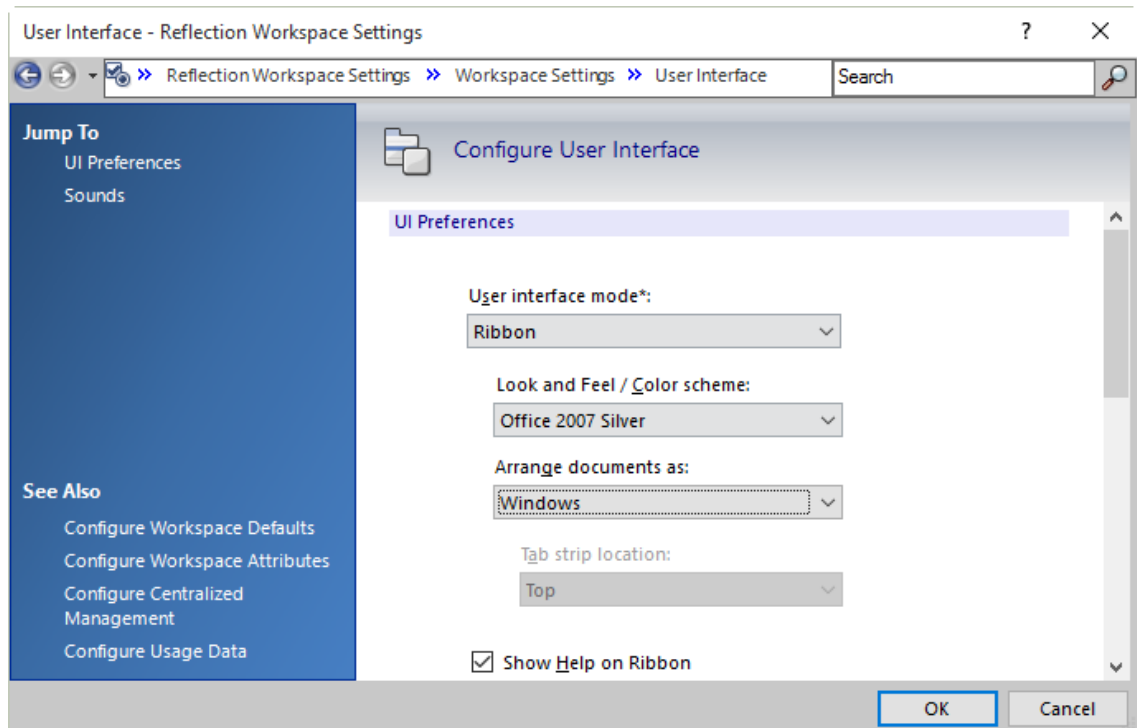 User Interface - Reflection Workspace Settings
?
» Reflection Workspace Settings » Workspace Settings » User Interface
Search
Jump To
UI Preferences
Sounds
See Also
Configure Workspace Defaults
Configure Workspace Attributes
Configure Centralized
Management
Configure Usage Data
Configure User Interface
UI Preferences
User interface mode*:
Ribbon
Look and Feel / Color scheme:
Office 2007 Silver
Arrange documents as:
Windows
Tab strip location:
Top
Show Help on Ribbon
OK
Cancel